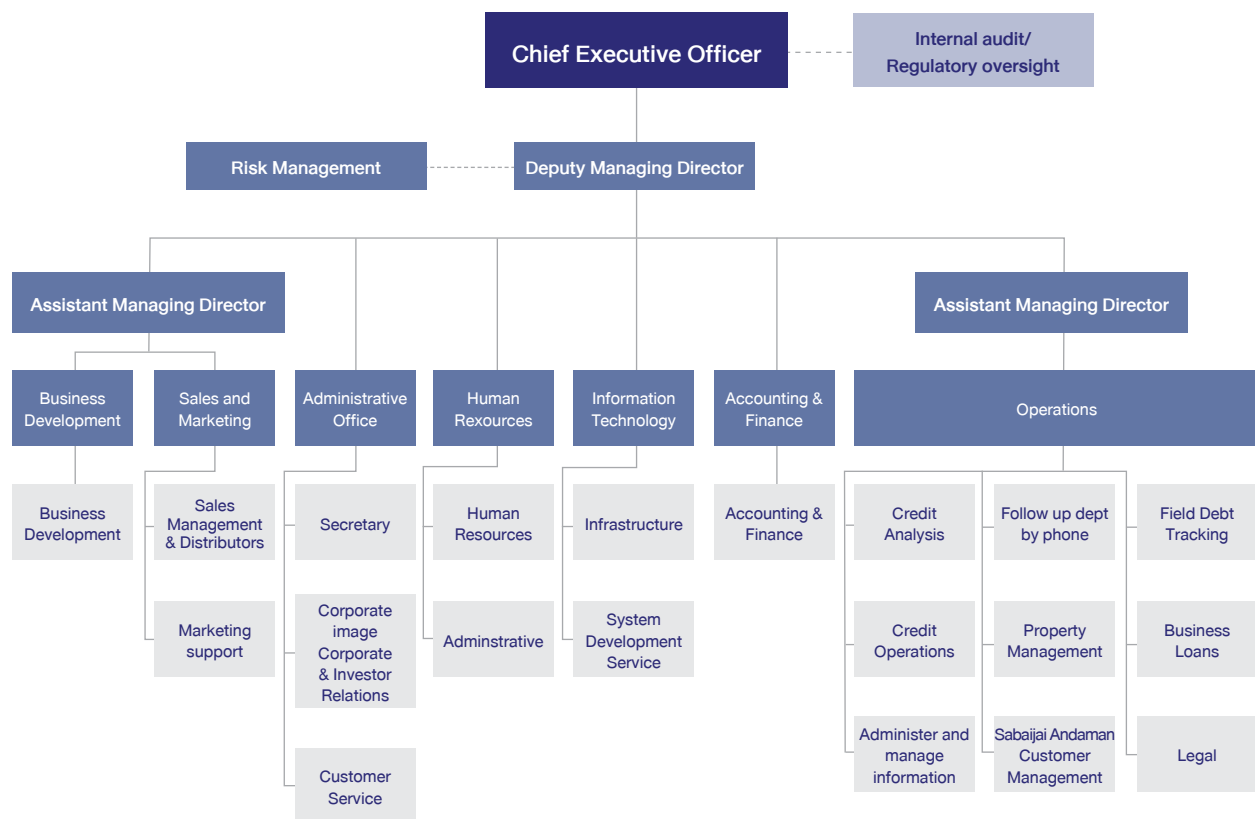 Chief Executive Officer
Internal audit/
Regulatory oversight
Risk Management
Deputy Managing Director
Assistant Managing Director
Assistant Managing Director
Business
Development
Sales and
Marketing
Administrative
Office
Human
Rexources
Information
Technology
Accounting &
Finance
Operations
Business
Development
Sales
Management
& Distributors
Secretary
Human
Resources
Infrastructure
Accounting &
Finance
Credit
Analysis
Follow up dept
by phone
Field Debt
Tracking
Marketing
support
Corporate
image
Corporate
& Investor
Relations
Adminstrative
System
Development
Service
Credit
Operations
Property
Management
Business
Loans
Customer
Service
Administer and
manage
information
Sabaijai Andaman
Customer
Management
Legal